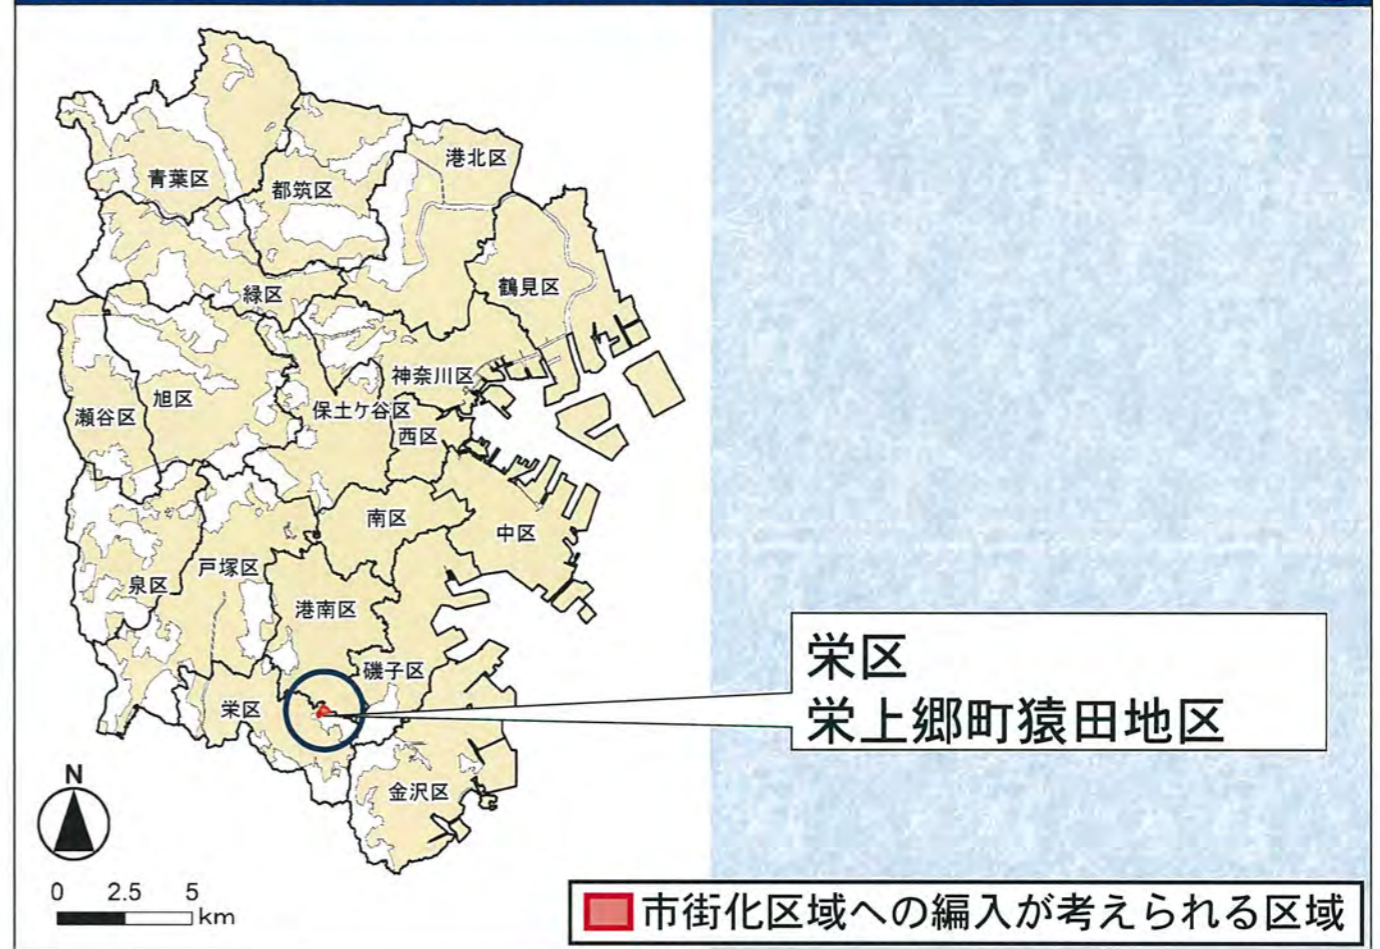 港北区
青葉区
都筑区
鶴見区
緑区
神奈川区
旭区
保土ケ谷区
瀬谷区
西区
南区
中区
戸塚区
泉区
港南区
栄区
栄上郷町猿田地区
磯子区
栄区
N
金沢区
0 2.5 5
km
市街化区域への編入が考えられる区域